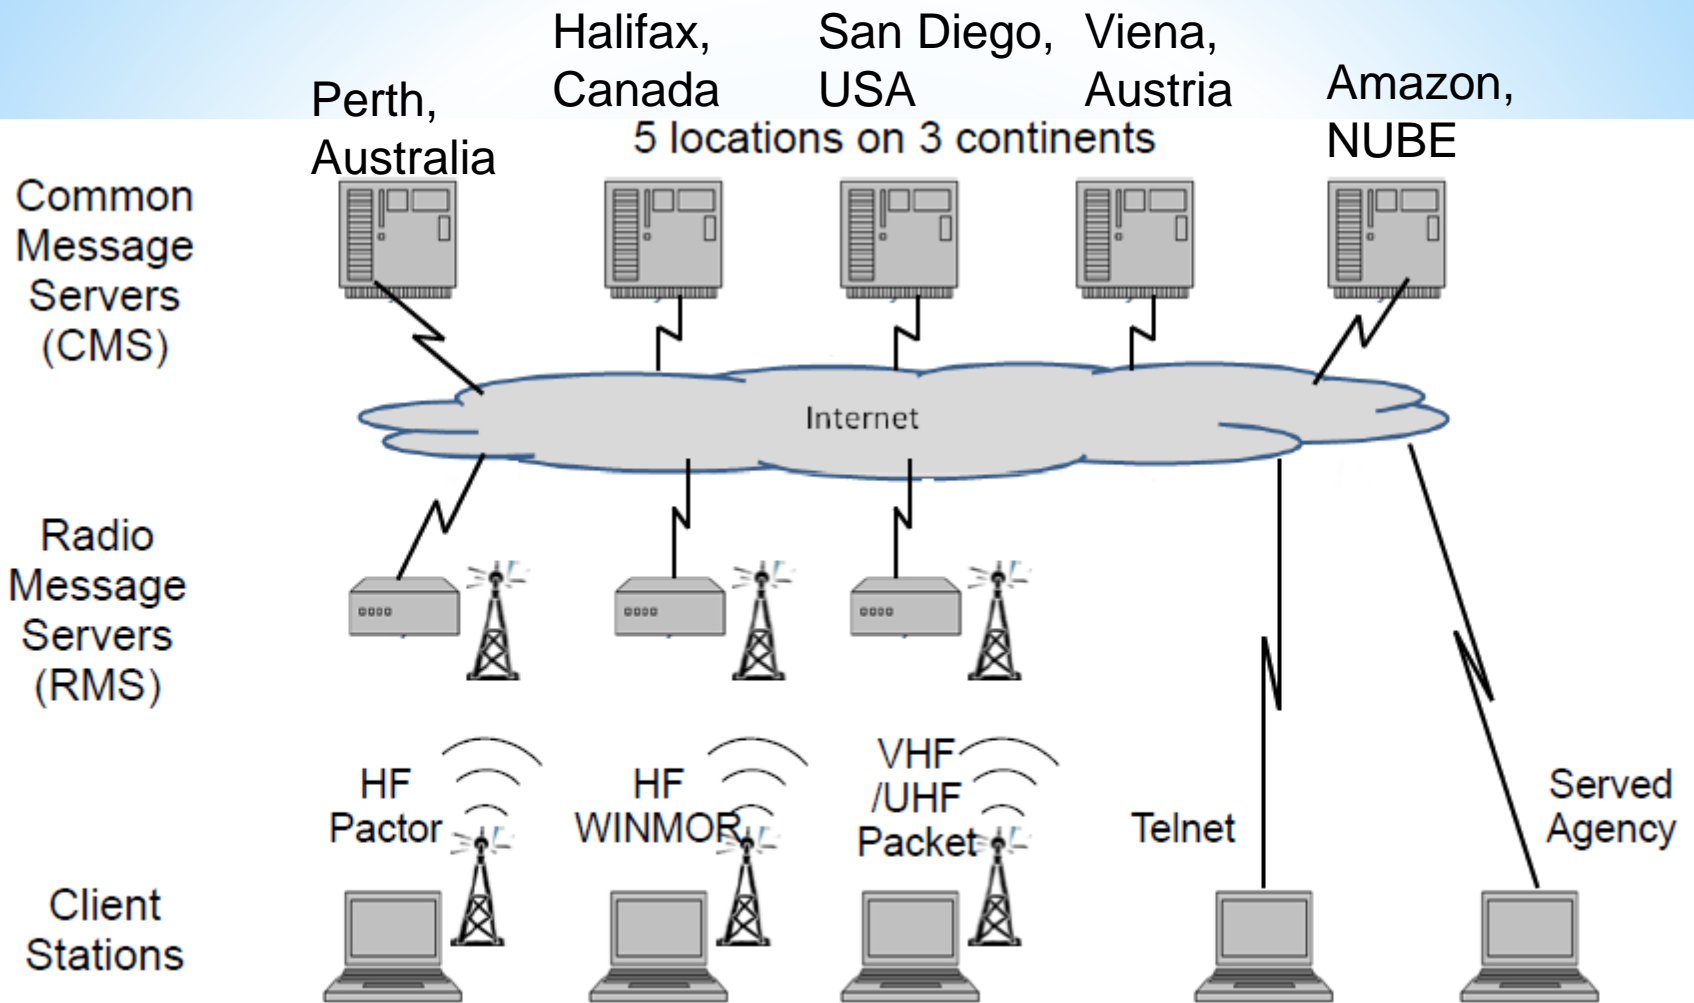 Halifax,
Canada
San Diego,
USA
Viena,
Austria
Perth,
Australia
Amazon,
NUBE
5 locations on 3 continents
Common
Message
Servers
(CMS)
Internet
Radio
Message
Servers
(RMS)
HF
Pactor
HF
WINMOR
VHF
/UHF
Packet
Telnet
Served
Agency
Client
Stations